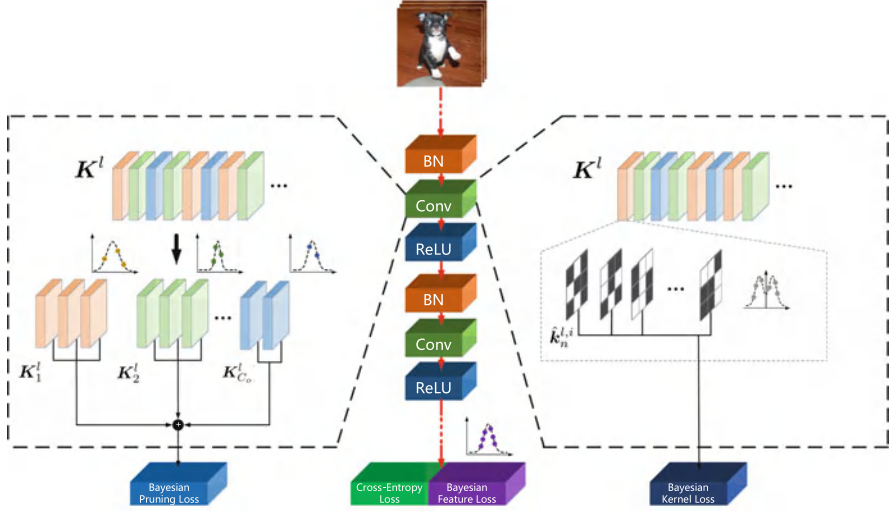 BN
Conv
ReLU
BN
Conv
ReLU
K^l
...
...
K_1^l
K_2^l
K_{C_o}^l
+
K^l
...
...
\hat{k}_n^{l,i}
Bayesian
Pruning Loss
Cross-Entropy
Loss
Bayesian
Feature Loss
Bayesian
Kernel Loss